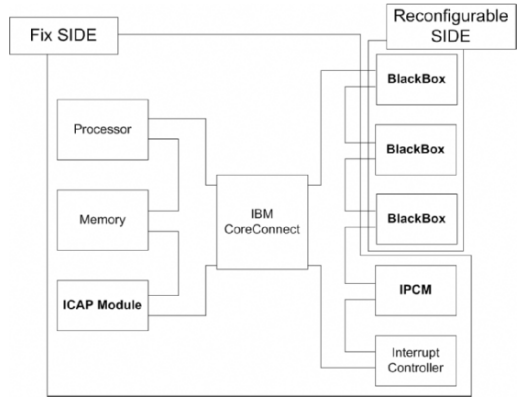 Fix SIDE
Reconfigurable
SIDE
BlackBox
Processor
BlackBox
Memory
IBM
CoreConnect
BlackBox
ICAP Module
IPCM
Interrupt
Controller